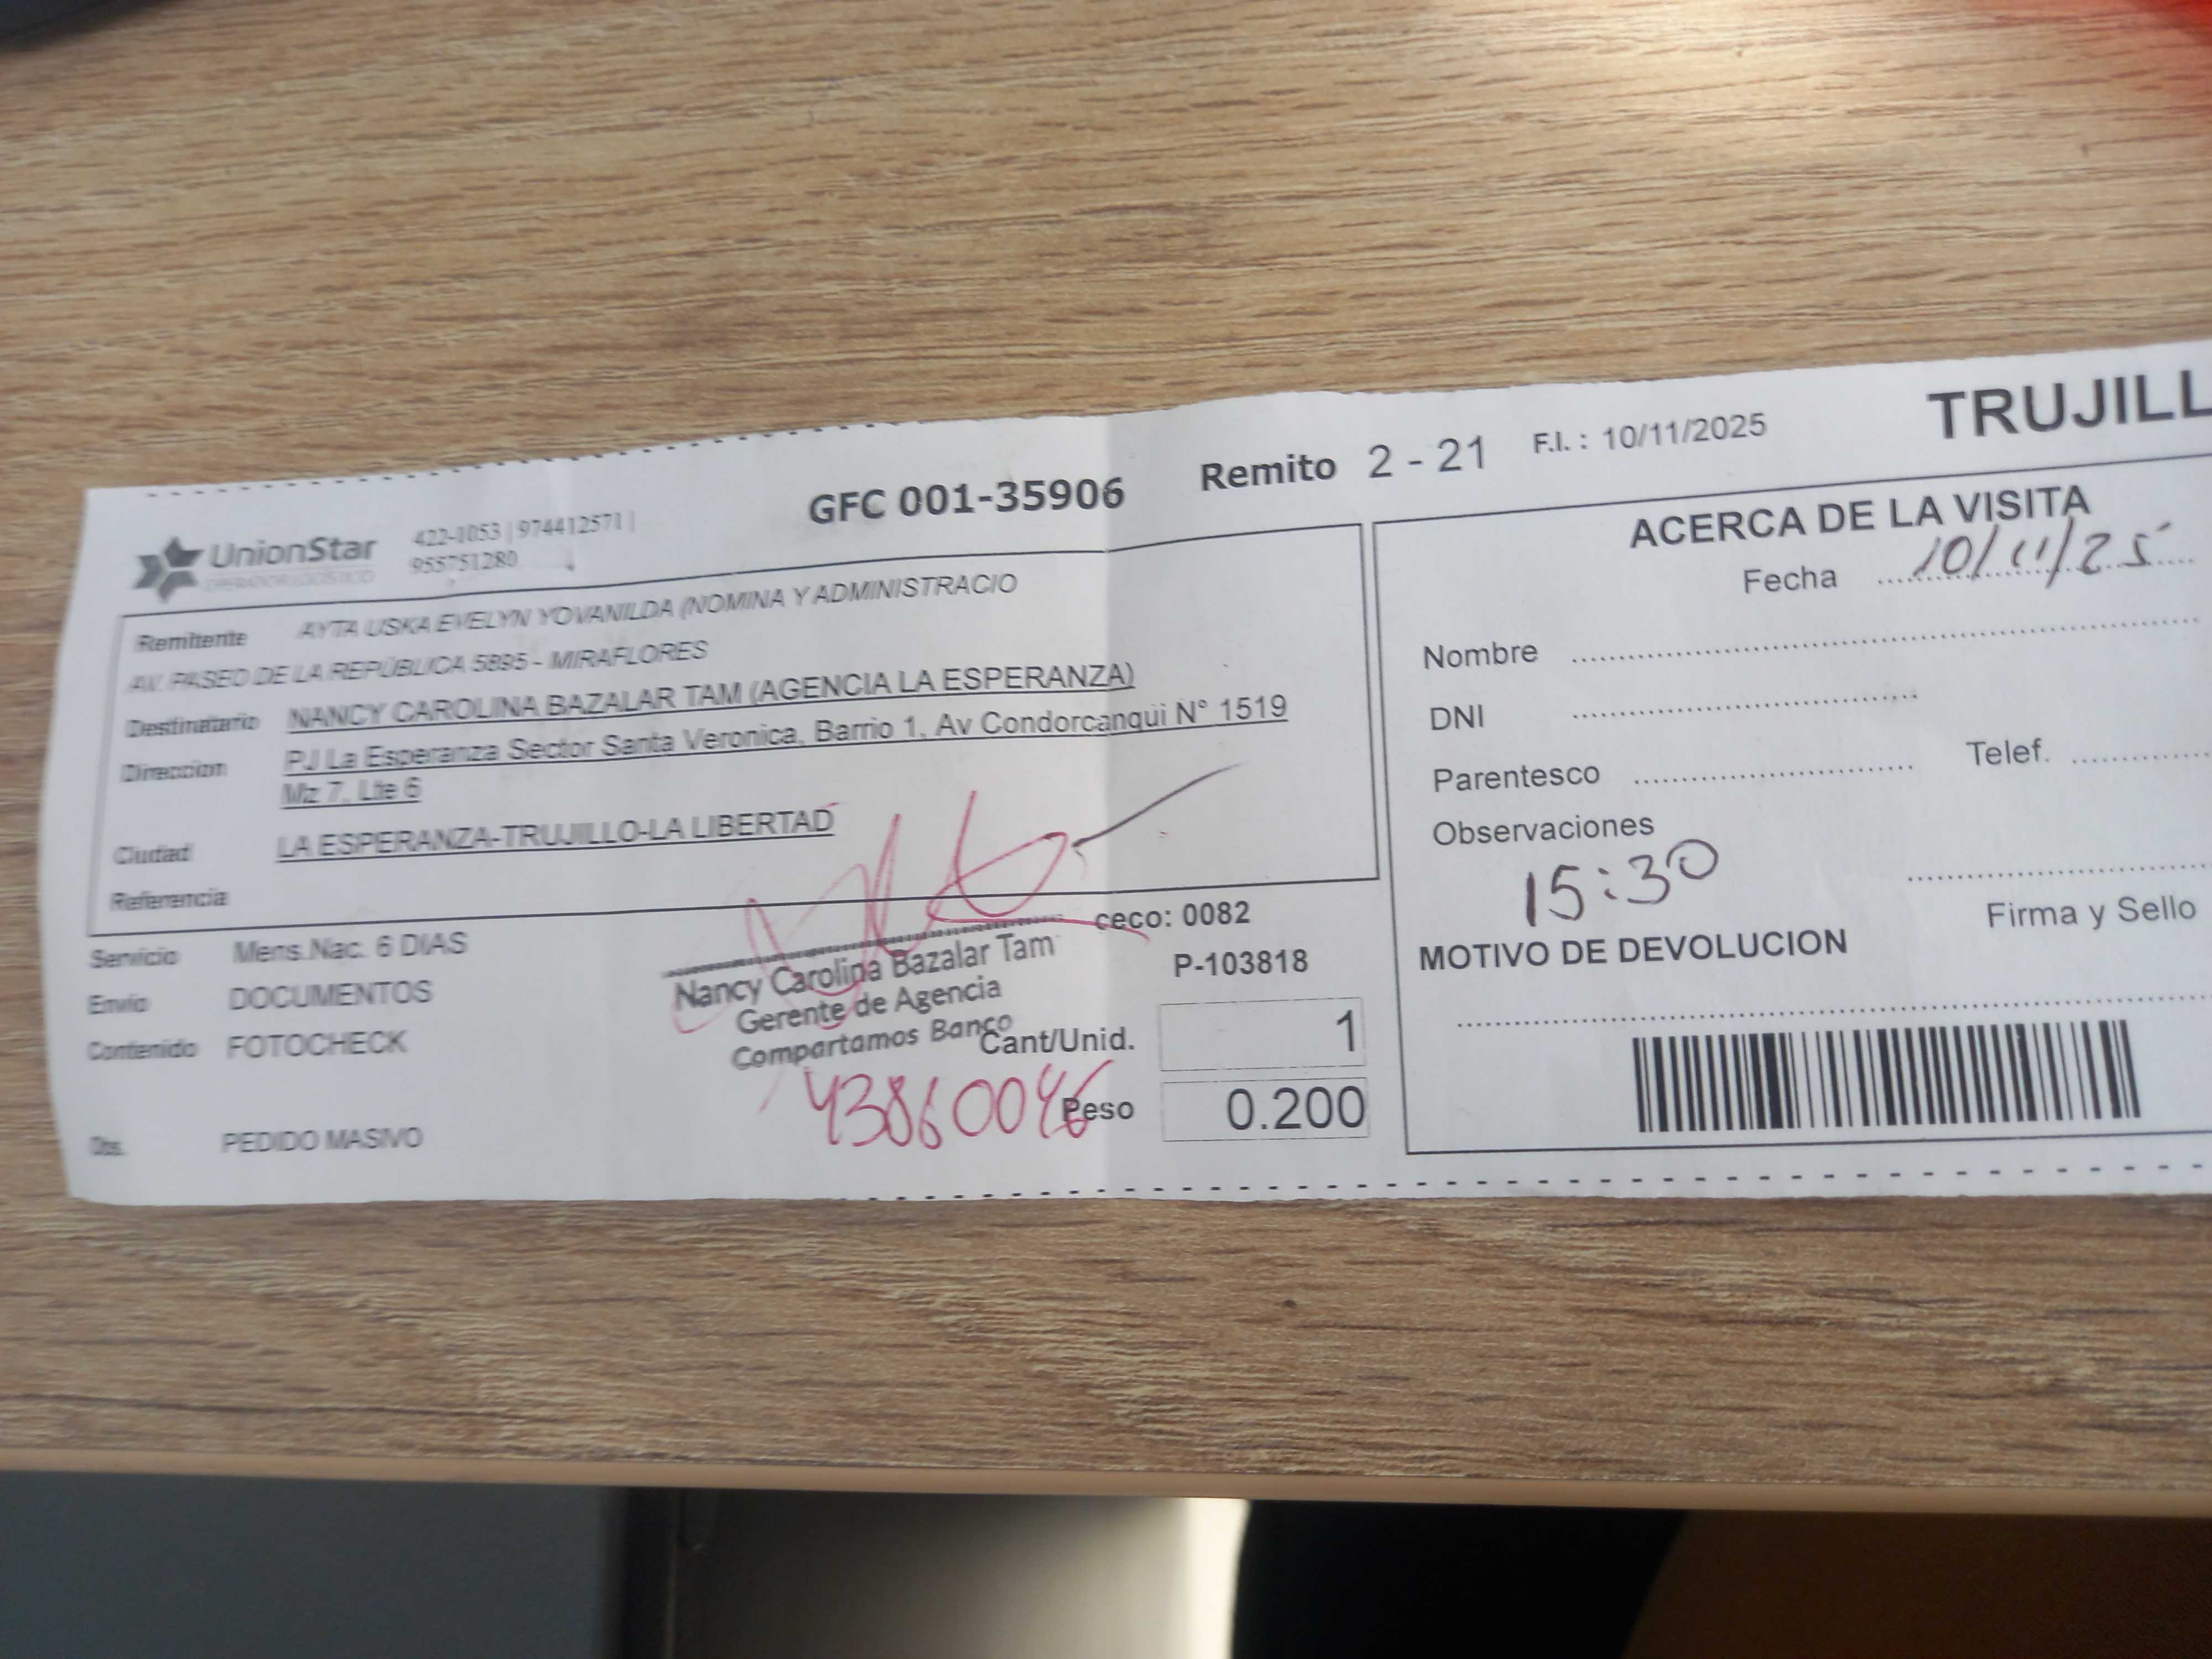 GFC 001-35906 Remito 2 - 21 F.I. : 10/11/2025 TRUJILL
UnionStar
OPERADOR LOGISTICO
422-1053 | 974412571 |
955751280
Remitente AYTA USKA EVELYN YOVANILDA (NOMINA Y ADMINISTRACIO
AV. PASEO DE LA REPÚBLICA 5895 - MIRAFLORES
Destinatario NANCY CAROLINA BAZALAR TAM (AGENCIA LA ESPERANZA)
Direccion PJ La Esperanza Sector Santa Veronica, Barrio 1, Av Condorcanqui N° 1519
Mz 7, Lte 6
Ciudad LA ESPERANZA-TRUJILLO-LA LIBERTAD
Referencia
Servicio Mens.Nac. 6 DIAS
Envio DOCUMENTOS
Contenido FOTOCHECK
Obs. PEDIDO MASIVO
Nancy Carolina Bazalar Tam
Gerente de Agencia
Compartamos Banco
43860046
ceco: 0082
P-103818
Cant/Unid. 1
Peso 0.200
ACERCA DE LA VISITA
Fecha 10/11/25
Nombre
DNI
Parentesco Telef.
Observaciones
15:30
Firma y Sello
MOTIVO DE DEVOLUCION